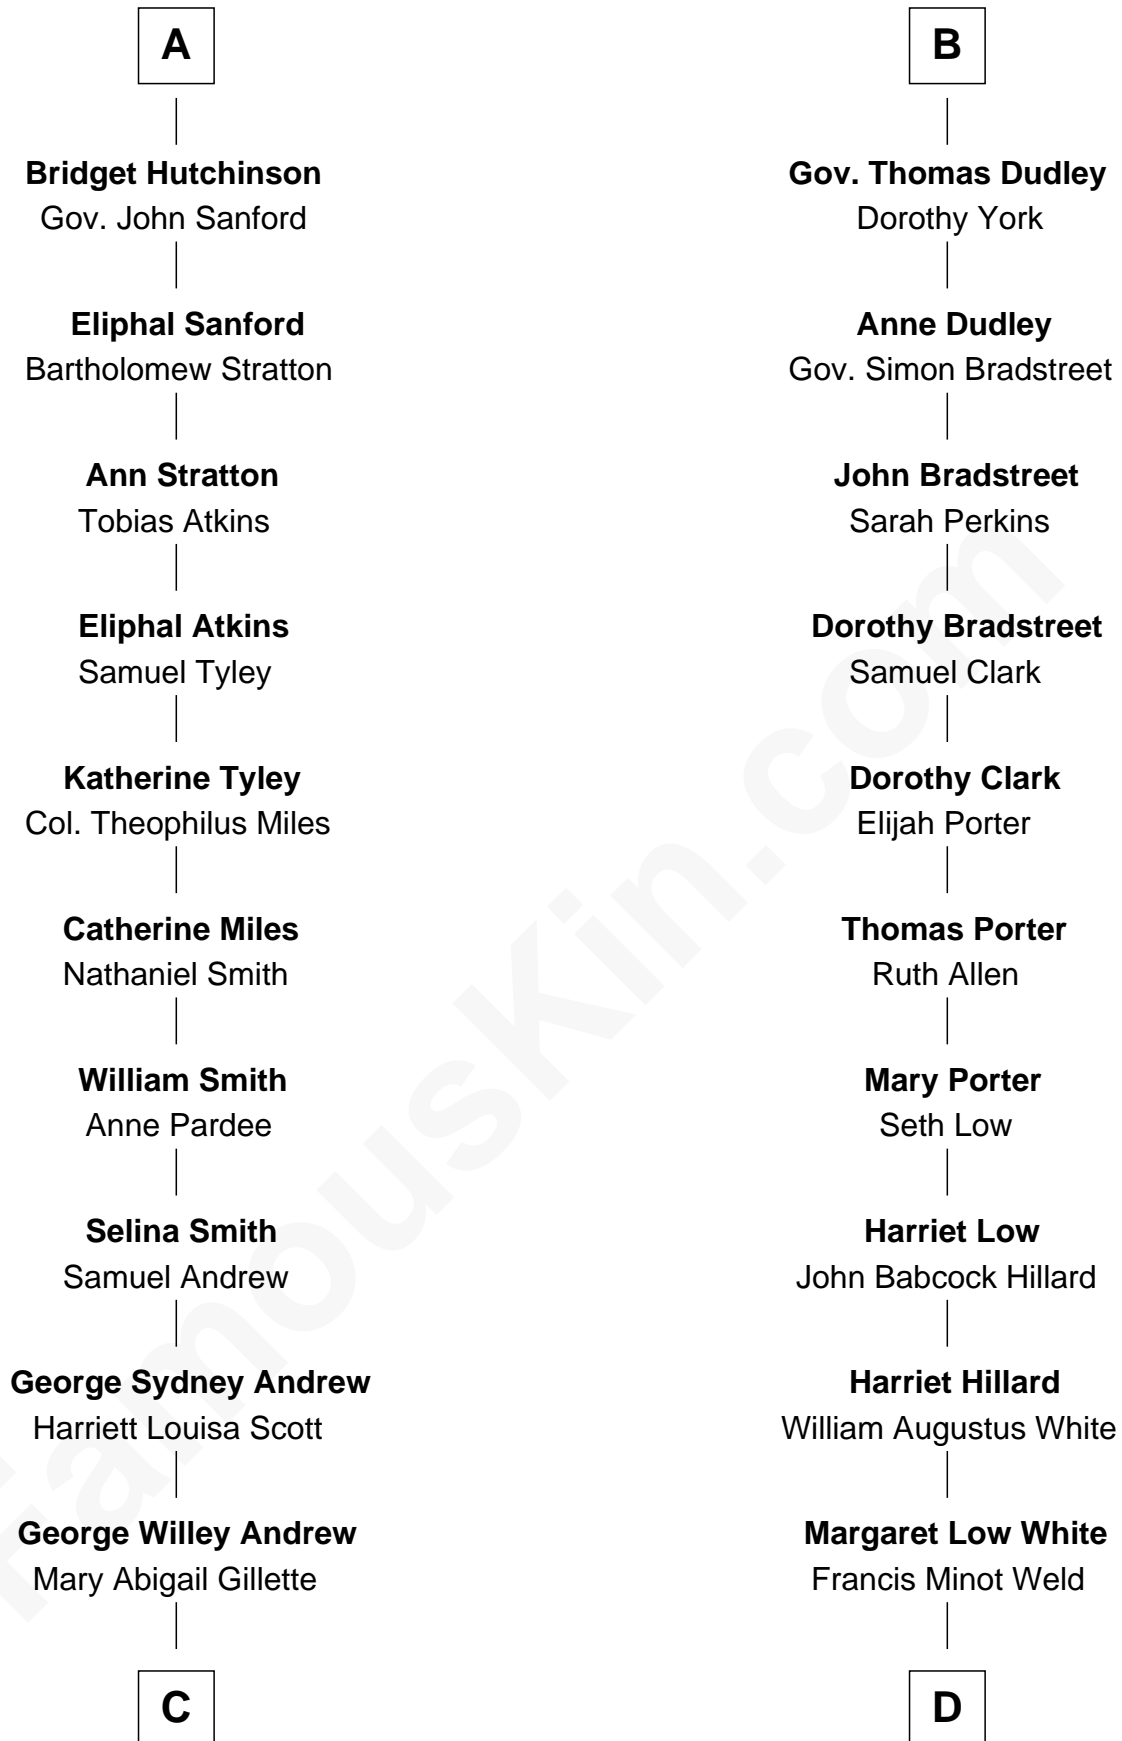 A
Bridget Hutchinson
Gov. John Sanford
Eliphal Sanford
Bartholomew Stratton
Ann Stratton
Tobias Atkins
Eliphal Atkins
Samuel Tyley
Katherine Tyley
Col. Theophilus Miles
Catherine Miles
Nathaniel Smith
William Smith
Anne Pardee
Selina Smith
Samuel Andrew
George Sydney Andrew
Harriett Louisa Scott
George Willey Andrew
Mary Abigail Gillette
C
B
Gov. Thomas Dudley
Dorothy York
Anne Dudley
Gov. Simon Bradstreet
John Bradstreet
Sarah Perkins
Dorothy Bradstreet
Samuel Clark
Dorothy Clark
Elijah Porter
Thomas Porter
Ruth Allen
Mary Porter
Seth Low
Harriet Low
John Babcock Hillard
Harriet Hillard
William Augustus White
Margaret Low White
Francis Minot Weld
D
FamousKin.com